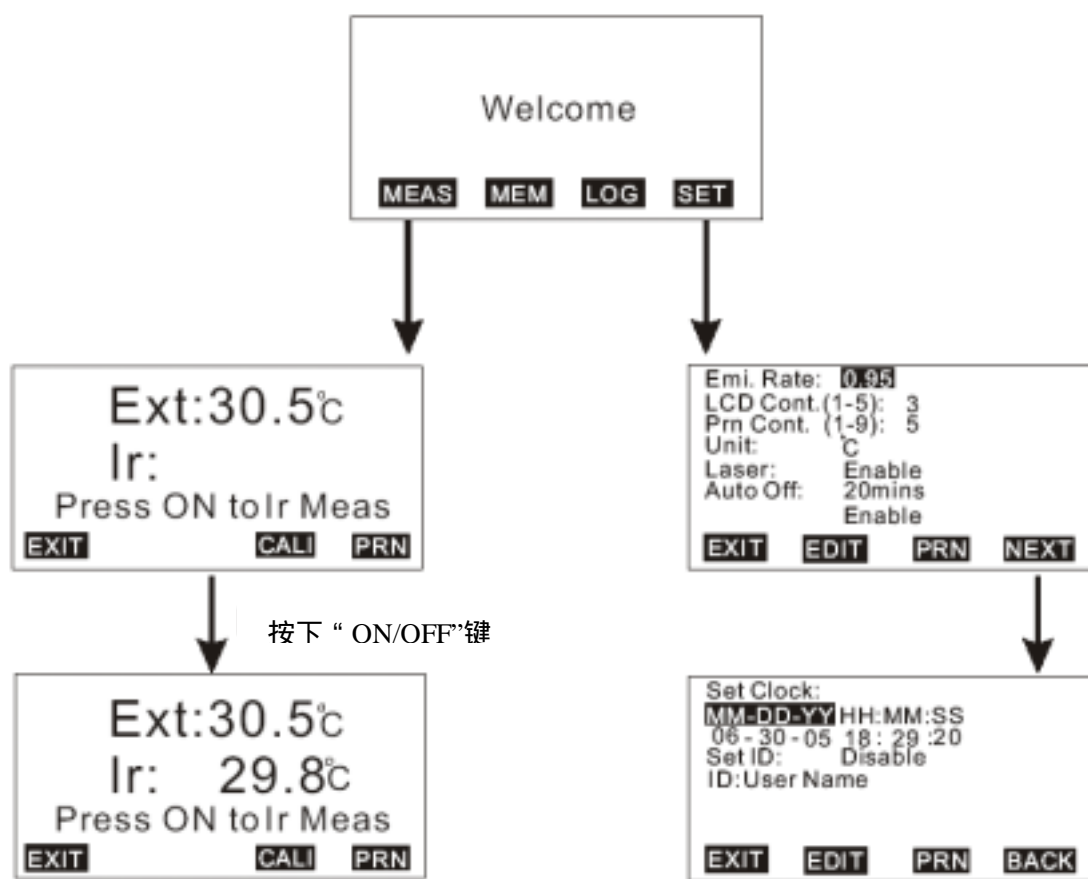 Welcome
MEAS MEM LOG SET
Ext:30.5℃
Ir:
Press ON to Ir Meas
EXIT CALI PRN
按下“ ON/OFF”键
Ext:30.5℃
Ir: 29.8℃
Press ON to Ir Meas
EXIT CALI PRN
Emi. Rate: 0.95
LCD Cont.(1-5): 3
Prn Cont. (1-9): 5
Unit: ℃
Laser: Enable
Auto Off: 20mins
Enable
EXIT EDIT PRN NEXT
Set Clock:
MM-DD-YY HH:MM:SS
06-30-05 18:29:20
Set ID: Disable
ID:User Name
EXIT EDIT PRN BACK